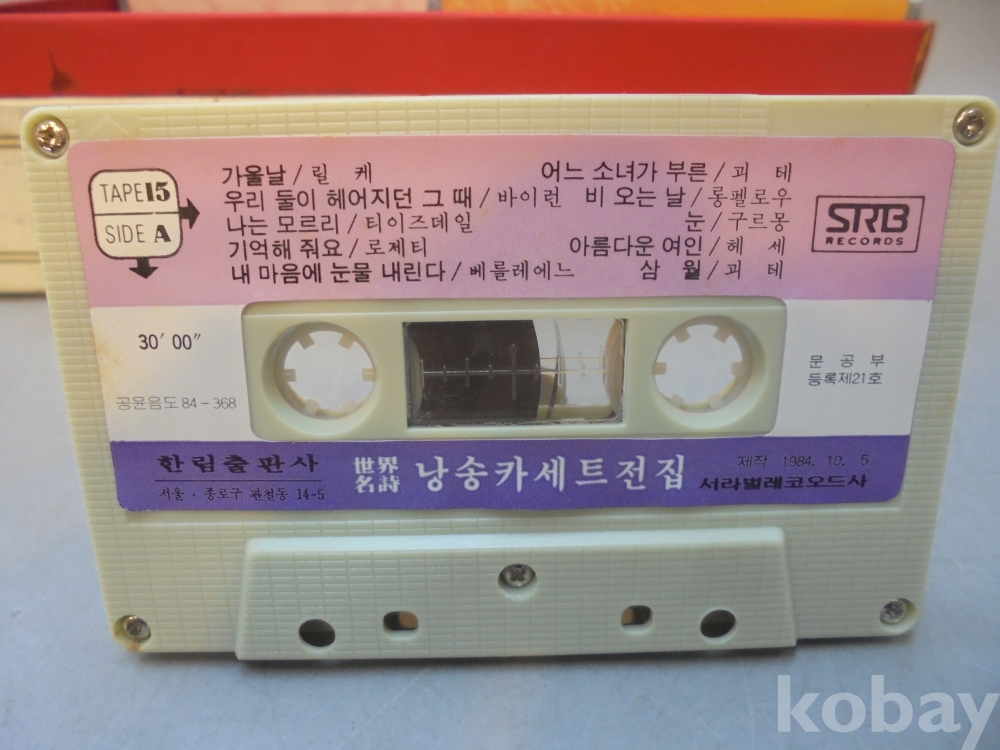 TAPE15
SIDE A
가을날/릴 케
우리 둘이 헤어지던 그 때/바이런
나는 모르리/티이즈데일
기억해 줘요/로제티
내 마음에 눈물 내린다/베를레에느
어느 소녀가 부른/괴 테
비 오는 날/롱펠로우
눈/구르몽
아름다운 여인/헤 세
삼 월/괴 테
SRB
RECORDS
30′ 00″
공윤음도 84-368
문 공 부
등록제21호
한림출판사
서울·종로구 관철동 14-5
世界
名詩
낭송카세트전집
제작 1984. 10. 5
서라벌레코오드사
kobay